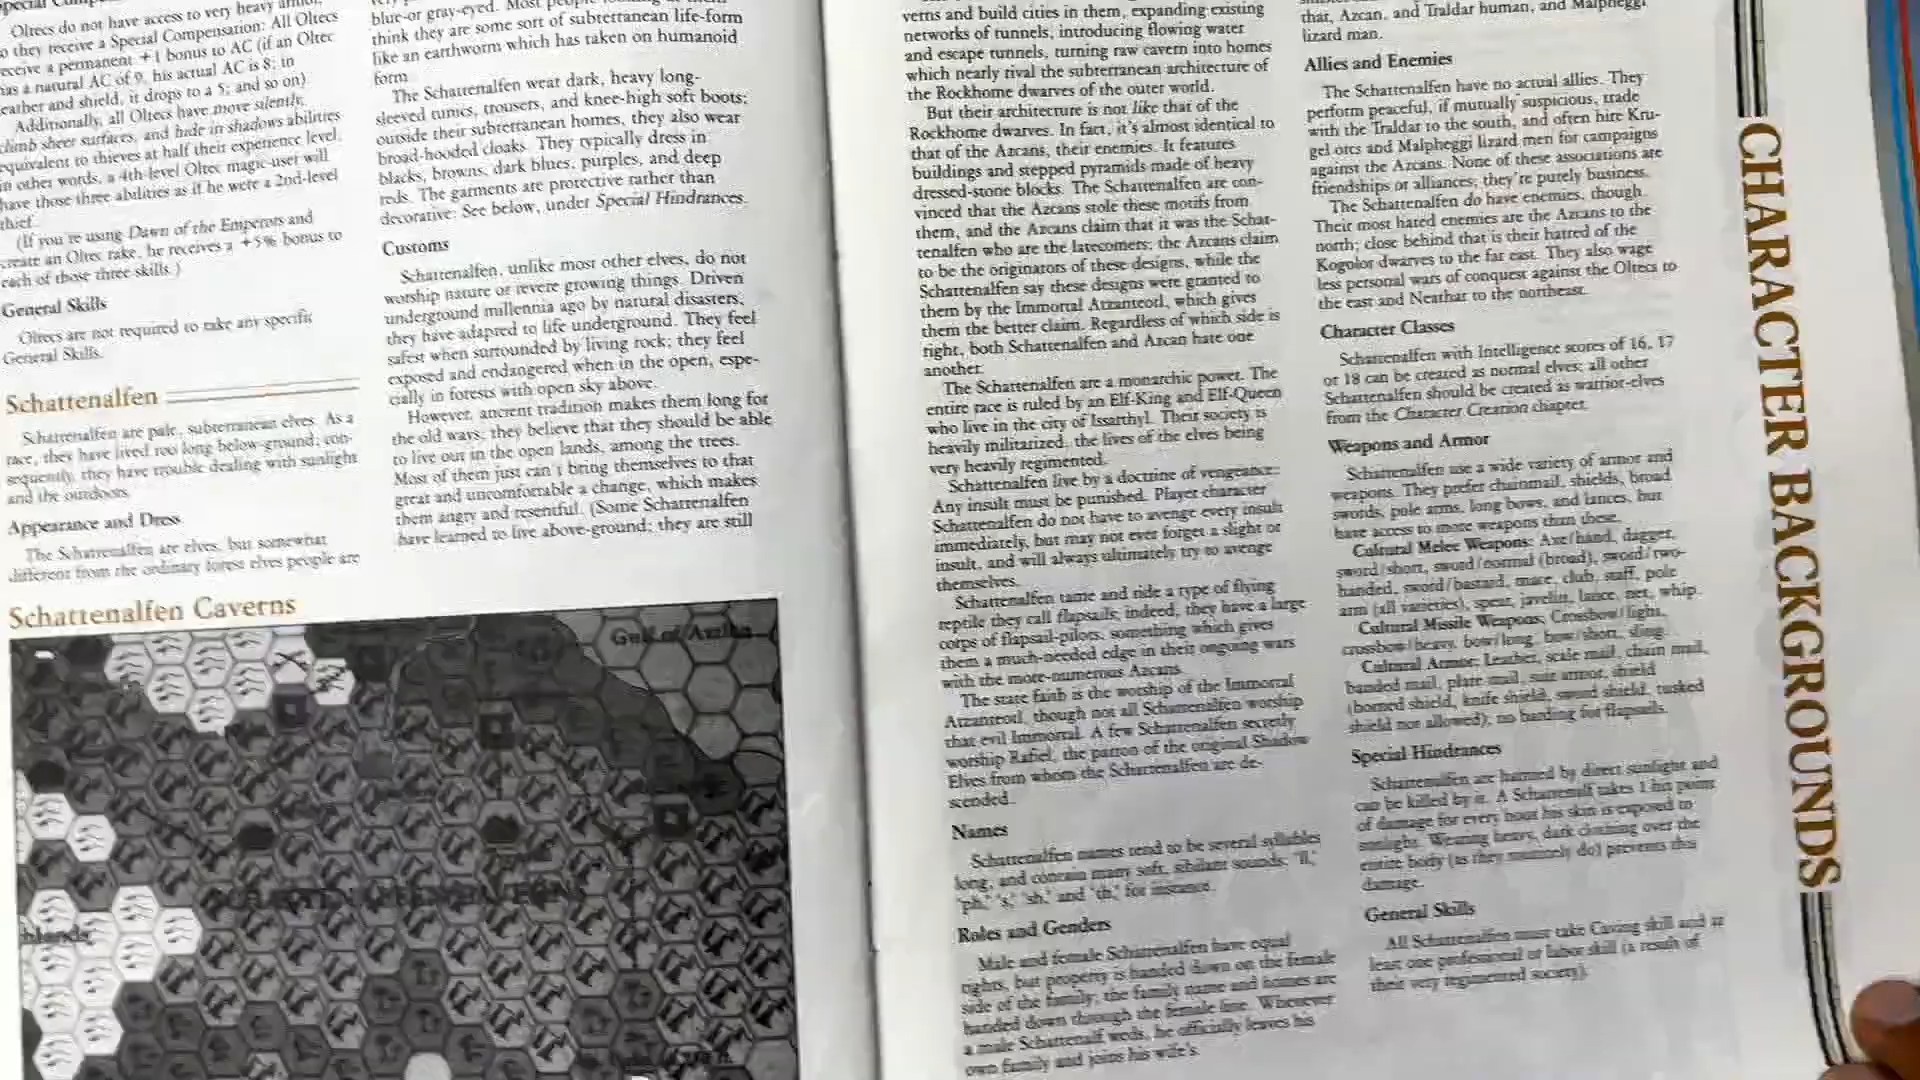 Oltecs do not have access to very heavy armor,
so they receive a Special Compensation: All Oltecs
receive a permanent +1 bonus to AC (if an Oltec
has a natural AC of 9, his actual AC is 8; in
leather and shield, it drops to a 5; and so on)
Additionally, all Oltecs have move silently,
climb sheer surfaces, and hide in shadows abilities
equivalent to thieves at half their experience level.
in other words, a 4th-level Oltec magic-user will
have those three abilities as if he were a 2nd-level
thief.
(If you're using Dawn of the Emperors and
create an Oltec rake, he receives a +5% bonus to
each of those three skills.)
General Skills
Oltecs are not required to take any specific
General Skills.
Schattenalfen
Schattenalfen are pale, subterranean elves. As a
race, they have lived too long below-ground; con-
sequently, they have trouble dealing with sunlight
and the outdoors.
Appearance and Dress
The Schattenalfen are elves, but somewhat
different from the ordinary forest elves people are
blue-or gray-eyed. Most people looking at them
think they are some sort of subterranean life-form
like an earthworm which has taken on humanoid
form.
The Schattenalfen wear dark, heavy long-
sleeved tunics, trousers, and knee-high soft boots;
outside their subterranean homes, they also wear
broad-hooded cloaks. They typically dress in
blacks, browns, dark blues, purples, and deep
reds. The garments are protective rather than
decorative: See below, under Special Hindrances.
Customs
Schattenalfen, unlike most other elves, do not
worship nature or revere growing things. Driven
underground millennia ago by natural disasters,
they have adapted to life underground. They feel
safest when surrounded by living rock; they feel
exposed and endangered when in the open, espe-
cially in forests with open sky above.
However, ancient tradition makes them long for
the old ways; they believe that they should be able
to live out in the open lands, among the trees.
Most of them just can't bring themselves to that
great and uncomfortable a change, which makes
them angry and resentful. (Some Schattenalfen
have learned to live above-ground; they are still
Schattenalfen Caverns
Gulf of
verns and build cities in them, expanding existing
networks of tunnels, introducing flowing water
and escape tunnels, turning raw cavern into homes
which nearly rival the subterranean architecture of
the Rockhome dwarves of the outer world.
But their architecture is not like that of the
Rockhome dwarves. In fact, it's almost identical to
that of the Azcans, their enemies. It features
buildings and stepped pyramids made of heavy
dressed-stone blocks. The Schattenalfen are con-
vinced that the Azcans stole these motifs from
them, and the Azcans claim that it was the Schat-
tenalfen who are the latecomers; the Azcans claim
to be the originators of these designs, while the
Schattenalfen say these designs were granted to
them by the Immortal Atzanteotl, which gives
them the better claim. Regardless of which side is
right, both Schattenalfen and Azcan hate one
another.
The Schattenalfen are a monarchic power. The
entire race is ruled by an Elf-King and Elf-Queen
who live in the city of Issarthyl. Their society is
heavily militarized, the lives of the elves being
very heavily regimented.
Schattenalfen live by a doctrine of vengeance:
Any insult must be punished. Player character
Schattenalfen do not have to avenge every insult
immediately, but may not ever forget a slight or
insult, and will always ultimately try to avenge
themselves.
Schattenalfen tame and ride a type of flying
reptile they call flapsails; indeed, they have a large
corps of flapsail-pilots, something which gives
them a much-needed edge in their ongoing wars
with the more-numerous Azcans.
The state faith is the worship of the Immortal
Atzanteotl, though not all Schattenalfen worship
that evil Immortal. A few Schattenalfen secretly
worship Rafiel, the patron of the original Shadow
Elves from whom the Schattenalfen are de-
scended.
Names
Schattenalfen names tend to be several syllables
long, and contain many soft, sibilant sounds: "ll,"
"ph," "s," "sh," and "th," for instance.
Roles and Genders
Male and female Schattenalfen have equal
rights, but property is handed down on the female
side of the family; the family name and homes are
handed down through the female line. Whenever
a male Schattenalf weds, he officially leaves his
own family and joins his wife's.
that, Azcan, and Traldar human, and Malpheggi
lizard man.
Allies and Enemies
The Schattenalfen have no actual allies. They
perform peaceful, if mutually suspicious, trade
with the Traldar to the south, and often hire Kru-
gel orcs and Malpheggi lizard men for campaigns
against the Azcans. None of these associations are
friendships or alliances; they're purely business.
The Schattenalfen do have enemies, though.
Their most hated enemies are the Azcans to the
north; close behind that is their hatred of the
Kogolor dwarves to the far east. They also wage
less personal wars of conquest against the Oltecs to
the east and Neathar to the northeast.
Character Classes
Schattenalfen with Intelligence scores of 16, 17
or 18 can be created as normal elves; all other
Schattenalfen should be created as warrior-elves
from the Character Creation chapter.
Weapons and Armor
Schattenalfen use a wide variety of armor and
weapons. They prefer chainmail, shields, broad
swords, pole arms, long bows, and lances, but
have access to more weapons than these.
Cultural Melee Weapons: Axe/hand, dagger,
sword/short, sword/normal (broad), sword/two-
handed, sword/bastard, mace, club, staff, pole
arm (all varieties), spear, javelin, lance, net, whip.
Cultural Missile Weapons: Crossbow/light,
crossbow/heavy, bow/long, bow/short, sling.
Cultural Armor: Leather, scale mail, chain mail,
banded mail, plate mail, suit armor, shield
(horned shield, knife shield, sword shield, tusked
shield not allowed); no barding for flapsails.
Special Hindrances
Schattenalfen are harmed by direct sunlight and
can be killed by it. A Schattenalf takes 1 hit point
of damage for every hour his skin is exposed to
sunlight. Wearing heavy, dark clothing over the
entire body (as they routinely do) prevents this
damage.
General Skills
All Schattenalfen must take Caving skill and at
least one professional or labor skill (a result of
their very regimented society).
CHARACTER BACKGROUNDS